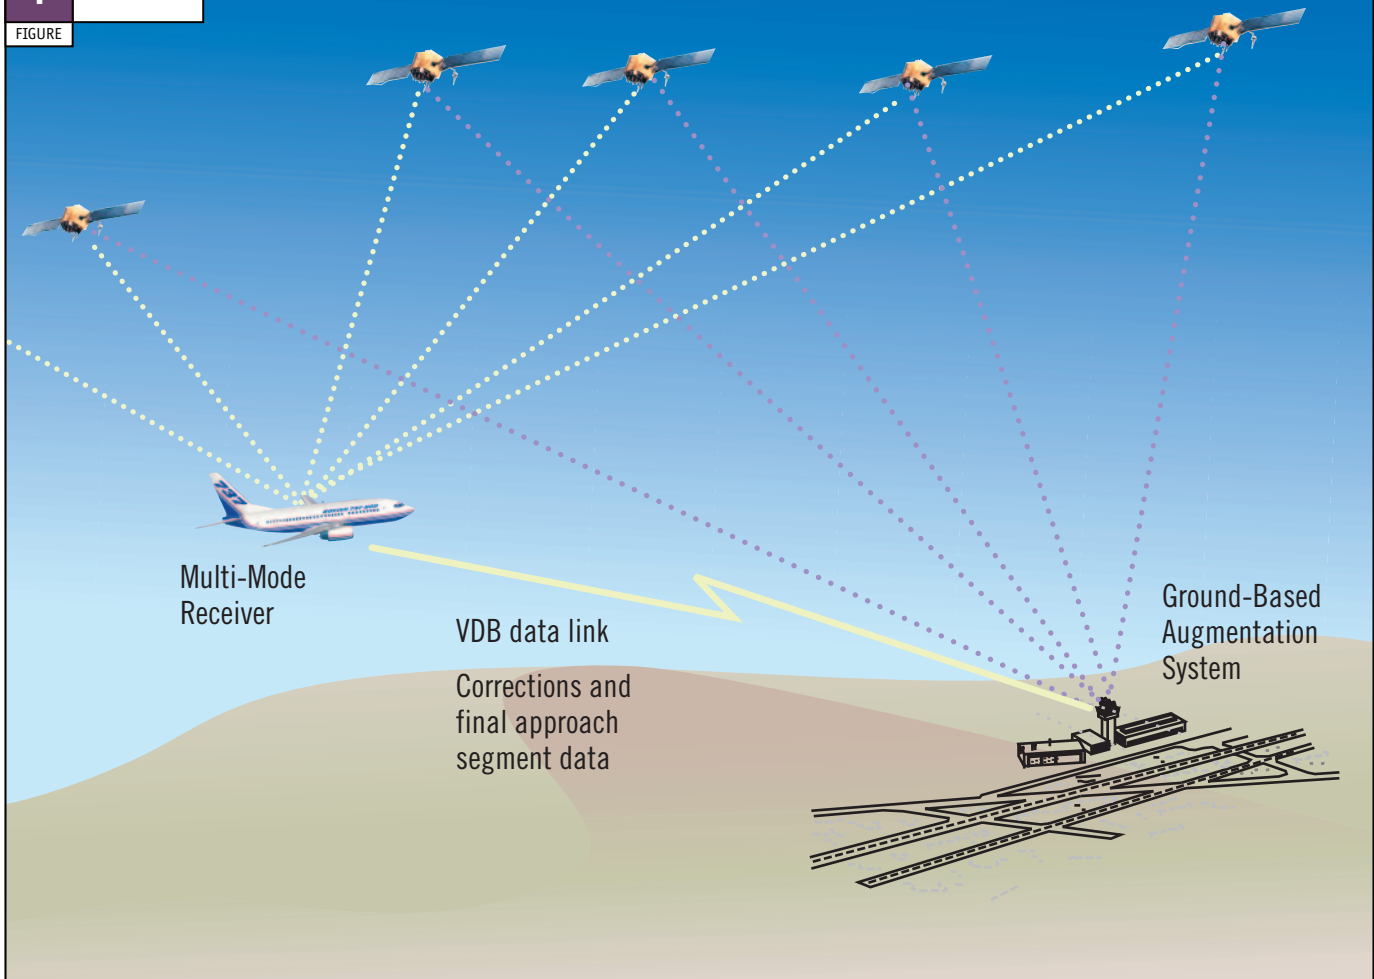 FIGURE
Multi-Mode
Receiver
VDB data link
Corrections and
final approach
segment data
Ground-Based
Augmentation
System